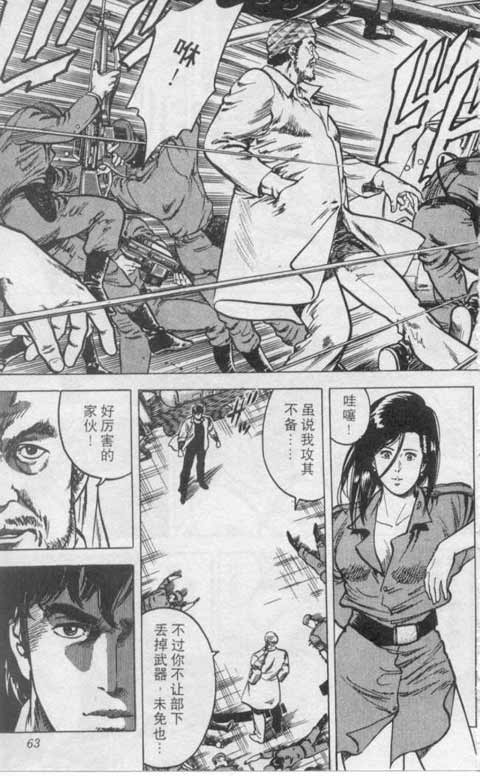 咻！
哇噻！
虽说我攻其
不备……
不过你不让部下
丢掉武器，未免也…
好厉害的
家伙！
63